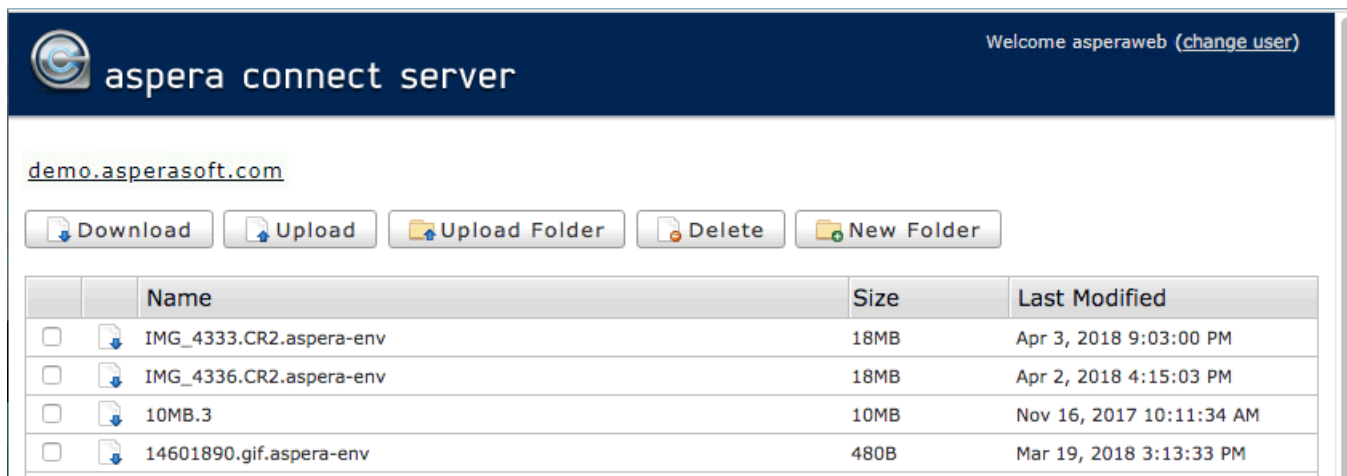 Welcome asperaweb (change user)
aspera connect server
demo.asperasoft.com
Download Upload Upload Folder Delete New Folder
Name Size Last Modified
IMG_4333.CR2.aspera-env 18MB Apr 3, 2018 9:03:00 PM
IMG_4336.CR2.aspera-env 18MB Apr 2, 2018 4:15:03 PM
10MB.3 10MB Nov 16, 2017 10:11:34 AM
14601890.gif.aspera-env 480B Mar 19, 2018 3:13:33 PM